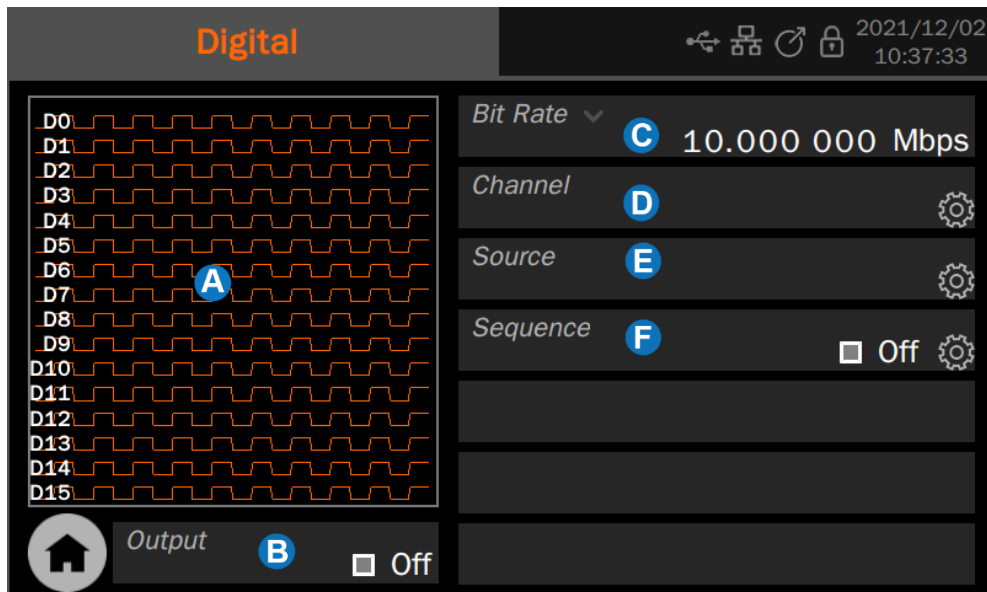 Digital
2021/12/02
10:37:33
D0
D1
D2
D3
D4
D5
D6
D7
D8
D9
D10
D11
D12
D13
D14
D15
A
Output
B
Off
Bit Rate
C
10.000 000 Mbps
Channel
D
Source
E
Sequence
F
Off